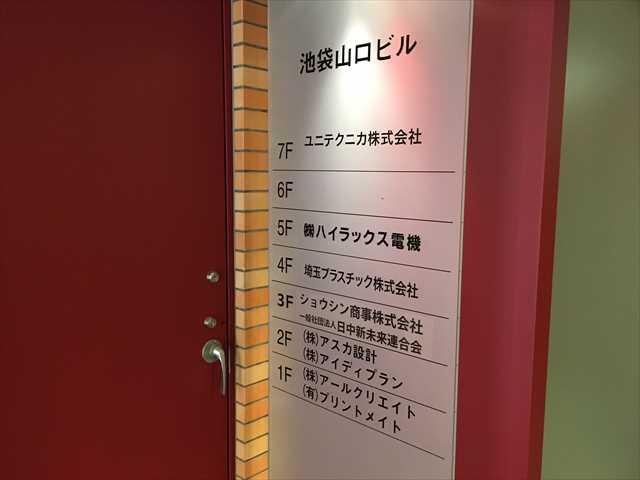 池袋山口ビル
7F ユニテクニカ株式会社
6F
5F ㈱ハイラックス電機
4F 埼玉プラスチック株式会社
3F ショウシン商事株式会社
一般社団法人日中新未来連合会
2F (株)アスカ設計
(株)アイディプラン
1F (株)アールクリエイト
(有)プリントメイト